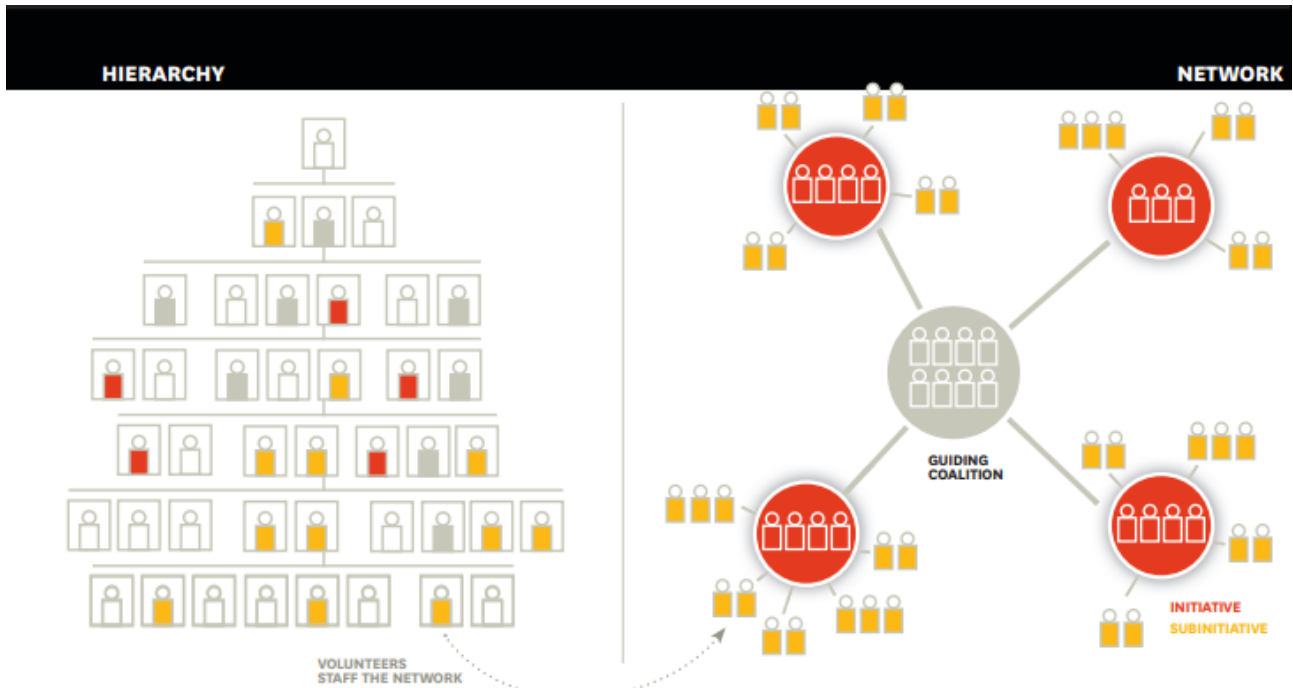 HIERARCHY
NETWORK
GUIDING
COALITION
INITIATIVE
SUBINITIATIVE
VOLUNTEERS
STAFF THE NETWORK